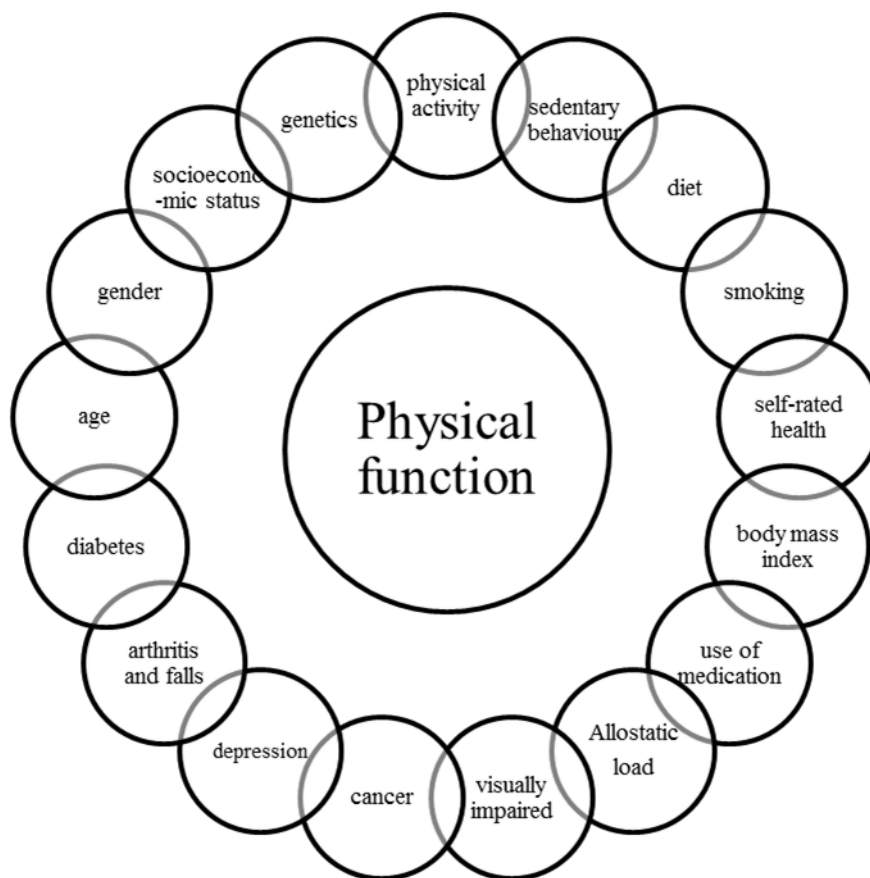 physical
activity
sedentary
behaviour
diet
smoking
self-rated
health
body mass
index
use of
medication
Allostatic
load
visually
impaired
cancer
depression
arthritis
and falls
diabetes
age
gender
socioecono
-mic status
genetics
Physical
function